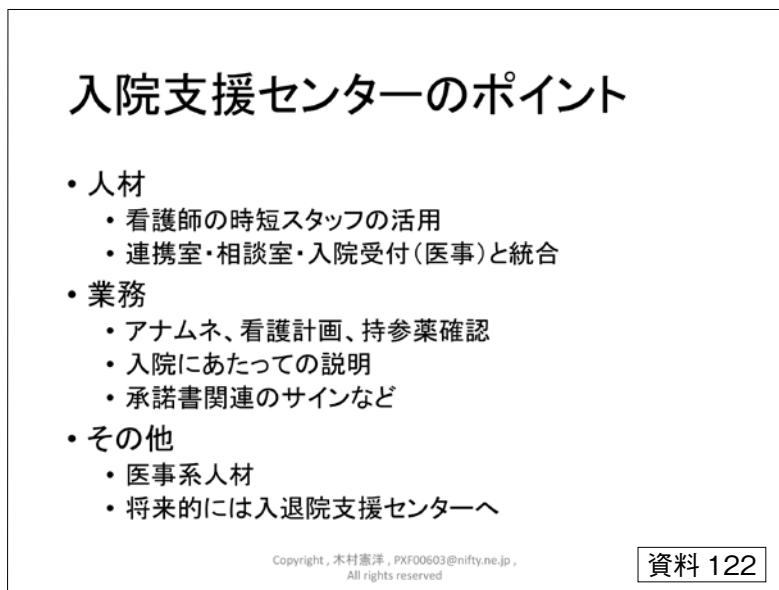 入院支援センターのポイント
• 人材
• 看護師の時短スタッフの活用
• 連携室・相談室・入院受付(医事)と統合
• 業務
• アナムネ、看護計画、持参薬確認
• 入院にあたっての説明
• 承諾書関連のサインなど
• その他
• 医事系人材
• 将来的には入退院支援センターへ
Copyright , 木村憲洋 , PXF00603@nifty.ne.jp ,
All rights reserved
資料 122